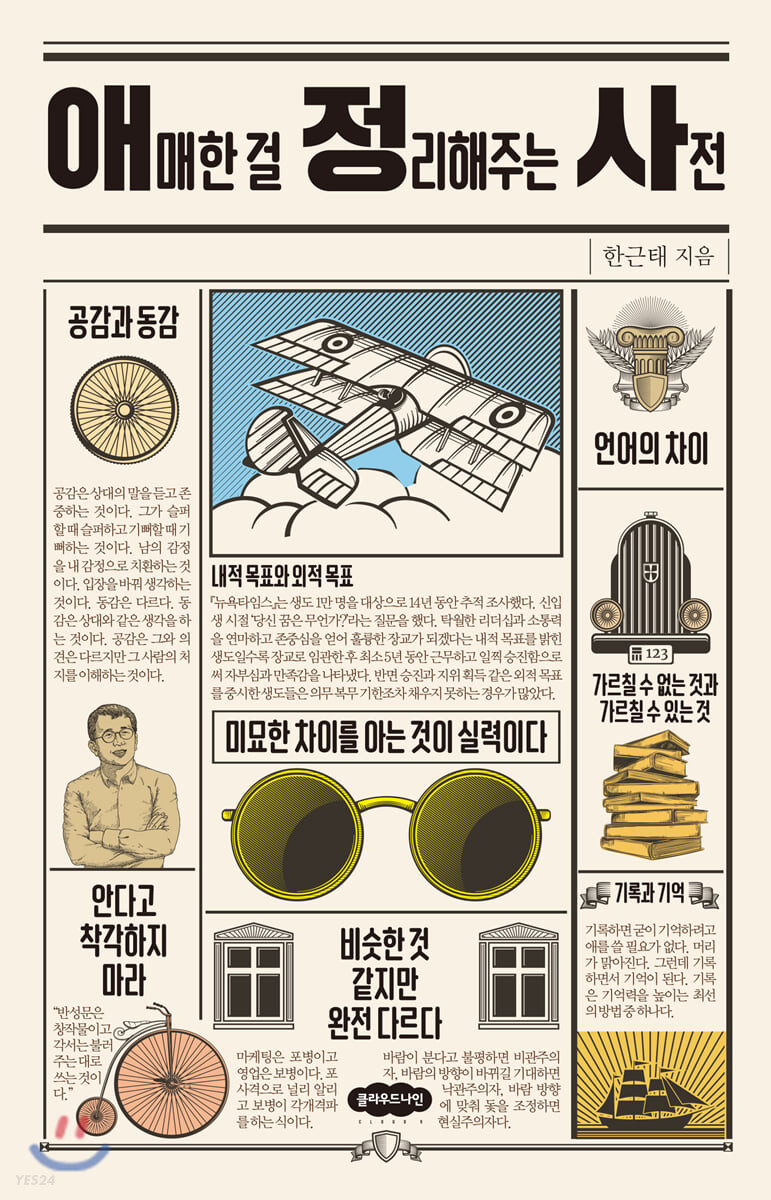 애매한 걸 정리해주는 사전
한근태 지음
공감과 동감
공감은 상대의 말을 듣고 존
중하는 것이다. 그가 슬퍼
할 때 슬퍼하고 기뻐할 때 기
뻐하는 것이다. 남의 감정
을 내 감정으로 치환하는 것
이다. 입장을 바꿔 생각하는
것이다. 동감은 다르다. 동
감은 상대와 같은 생각을 하
는 것이다. 공감은 그와 의
견은 다르지만 그 사람의 처
지를 이해하는 것이다.
안다고
착각하지
마라
“반성문은
창작물이고
각서는 불러
주는 대로
쓰는 것이
다.”
내적 목표와 외적 목표
『뉴욕타임스』는 생도 1만 명을 대상으로 14년 동안 추적 조사했다. 신입
생 시절 ‘당신 꿈은 무언가?’라는 질문을 했다. 탁월한 리더십과 소통력
을 연마하고 존중심을 얻어 훌륭한 장교가 되겠다는 내적 목표를 밝힌
생도일수록 장교로 임관한 후 최소 5년 동안 근무하고 일찍 승진함으로
써 자부심과 만족감을 나타냈다. 반면 승진과 지위 획득 같은 외적 목표
를 중시한 생도들은 의무 복무 기한조차 채우지 못하는 경우가 많았다.
미묘한 차이를 아는 것이 실력이다
비슷한 것
같지만
완전 다르다
마케팅은 포병이고
영업은 보병이다. 포
사격으로 널리 알리
고 보병이 각개격파
를 하는 식이다.
바람이 분다고 불평하면 비관주의
자, 바람의 방향이 바뀌길 기대하면
낙관주의자, 바람 방향
에 맞춰 돛을 조정하면
현실주의자다.
클라우드나인
CLOUD 9
언어의 차이
123
가르칠 수 없는 것과
가르칠 수 있는 것
기록과 기억
기록하면 굳이 기억하려고
애를 쓸 필요가 없다. 머리
가 맑아진다. 그런데 기록
하면서 기억이 된다. 기록
은 기억력을 높이는 최선
의 방법 중 하나다.
YES24